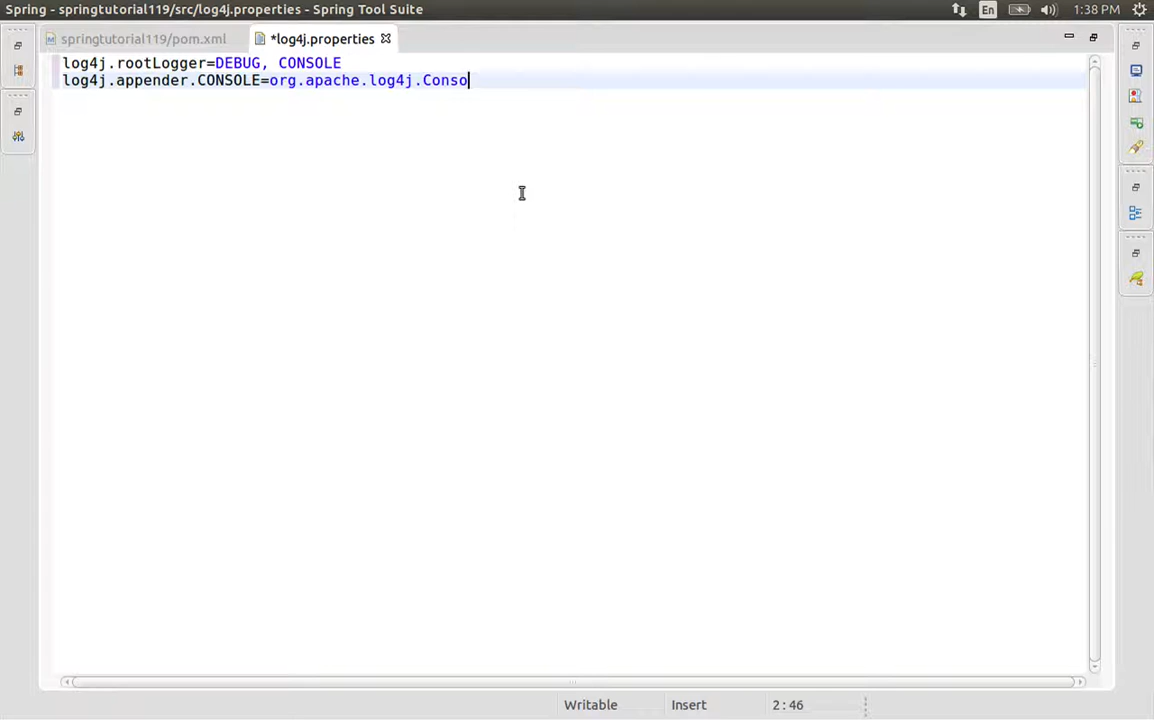 Spring - springtutorial119/src/log4j.properties - Spring Tool Suite
En
1:38 PM
springtutorial119/pom.xml
*log4j.properties
log4j.rootLogger=DEBUG, CONSOLE
log4j.appender.CONSOLE=org.apache.log4j.Conso
Writable
Insert
2:46